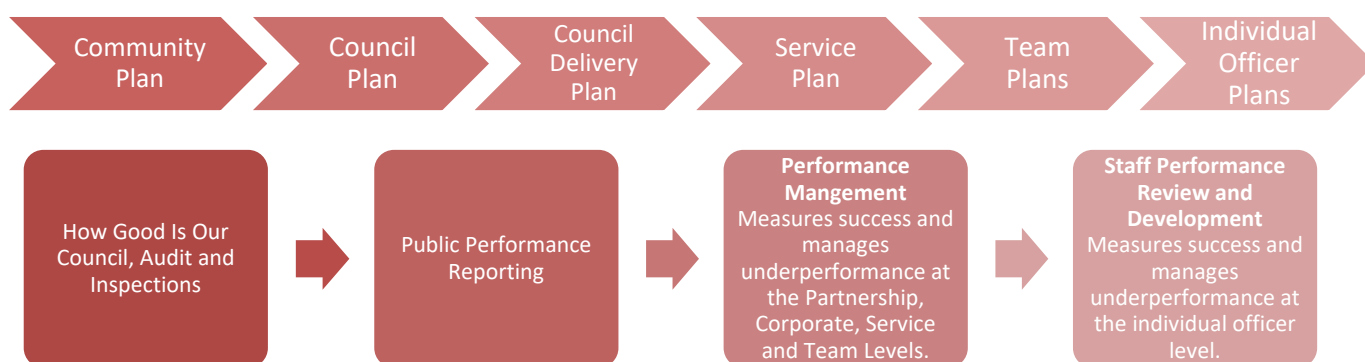 Community
Plan
Council
Plan
Council
Delivery
Plan
Service
Plan
Team
Plans
Individual
Officer
Plans
How Good Is Our
Council, Audit and
Inspections
Public Performance
Reporting
Performance
Mangement
Measures success and
manages
underperformance at
the Partnership,
Corporate, Service
and Team Levels.
Staff Performance
Review and
Development
Measures success and
manages
underperformance at
the individual officer
level.